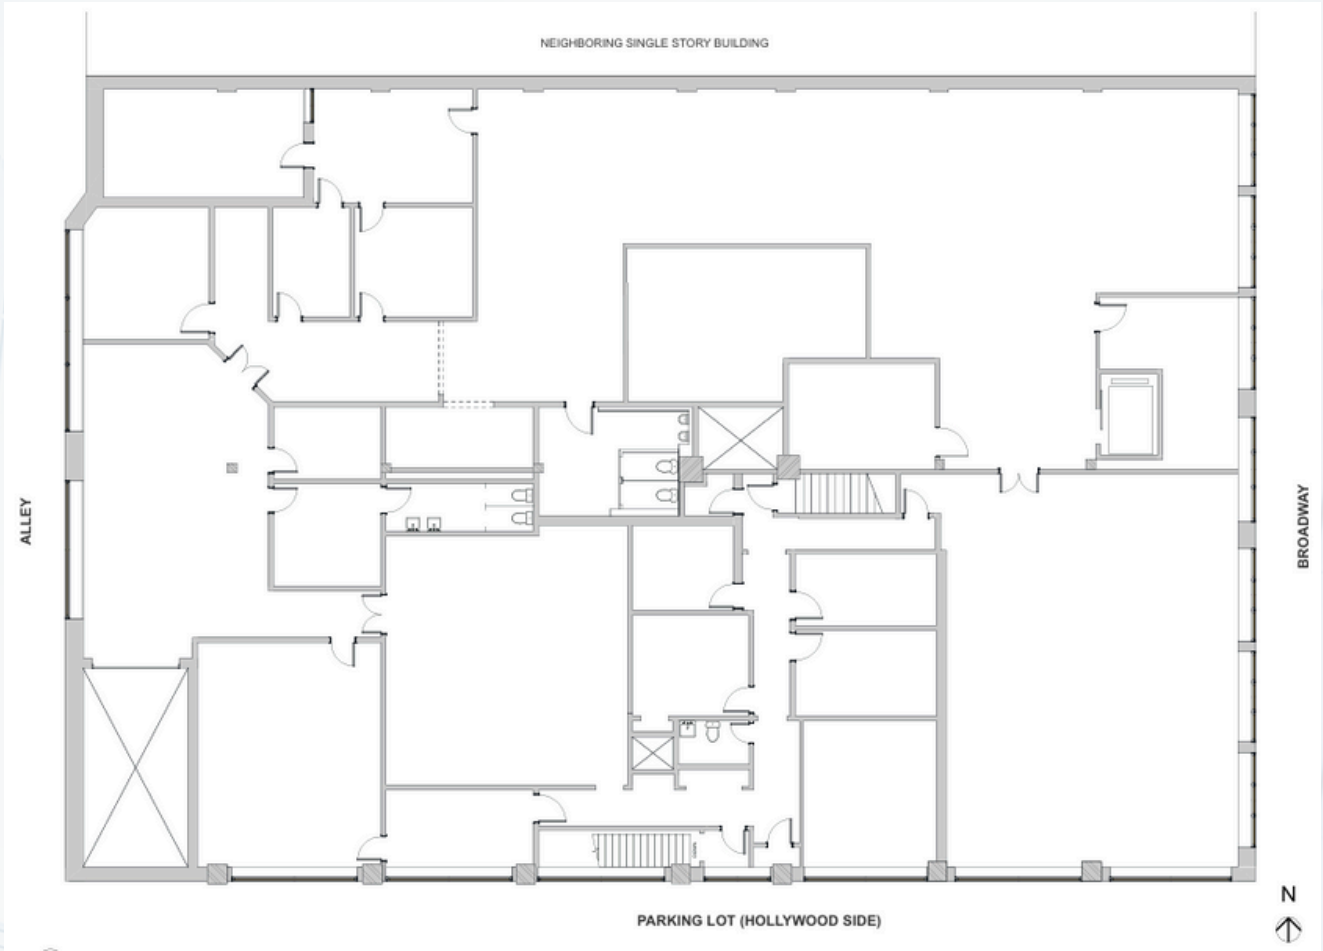 NEIGHBORING SINGLE STORY BUILDING
ALLEY
BROADWAY
N
PARKING LOT (HOLLYWOOD SIDE)